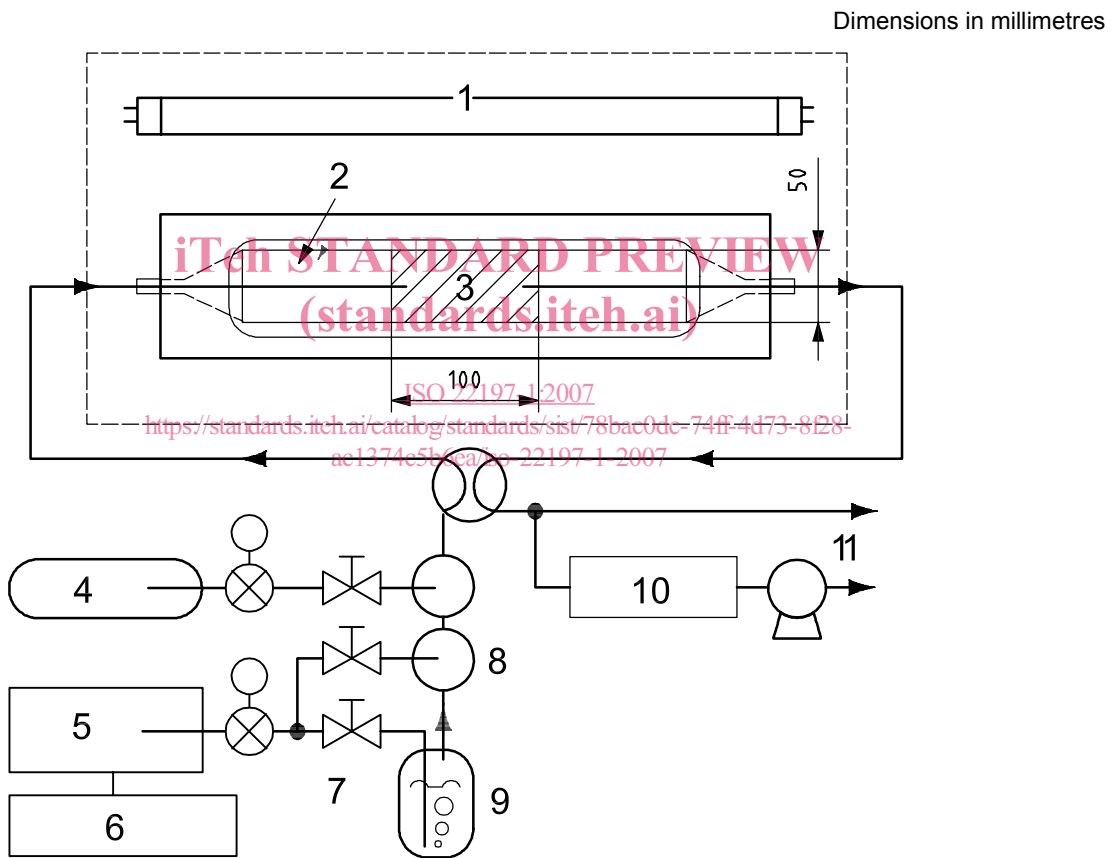 Dimensions in millimetres
1
50
2
iTeh STANDARD PREVIEW
3
(standards.iteh.ai)
100
ISO 22197-1:2007
https://standards.iteh.ai/catalog/standards/sist/78bac0dc-74ff-4d73-8f28-
ac1374c5b6ea/iso-22197-1-2007
4
10
11
8
5
7
9
6